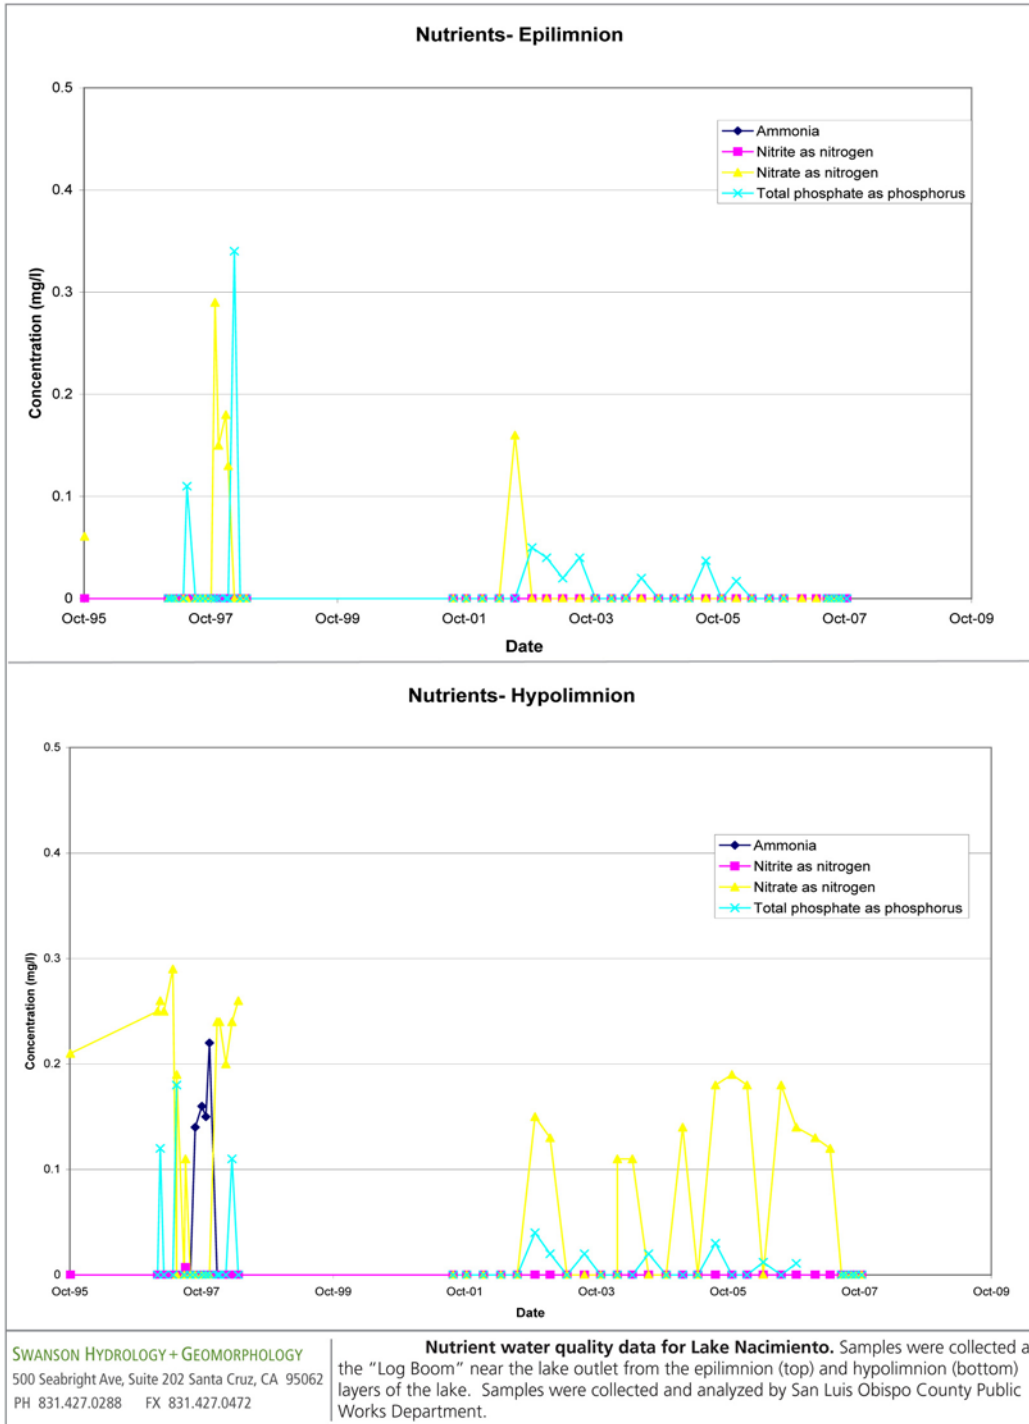 Nutrients- Epilimnion
0.5
0.4
0.3
0.2
0.1
0
Concentration (mg/l)
Ammonia
Nitrite as nitrogen
Nitrate as nitrogen
Total phosphate as phosphorus
Oct-95 Oct-97 Oct-99 Oct-01 Oct-03 Oct-05 Oct-07 Oct-09
Date
Nutrients- Hypolimnion
0.5
0.4
0.3
0.2
0.1
0
Concentration (mg/l)
Ammonia
Nitrite as nitrogen
Nitrate as nitrogen
Total phosphate as phosphorus
Oct-95 Oct-97 Oct-99 Oct-01 Oct-03 Oct-05 Oct-07 Oct-09
Date
SWANSON HYDROLOGY + GEOMORPHOLOGY
500 Seabright Ave, Suite 202 Santa Cruz, CA 95062
PH 831.427.0288 FX 831.427.0472
Nutrient water quality data for Lake Nacimiento. Samples were collected a
the “Log Boom” near the lake outlet from the epilimnion (top) and hypolimnion (bottom)
layers of the lake. Samples were collected and analyzed by San Luis Obispo County Public
Works Department.